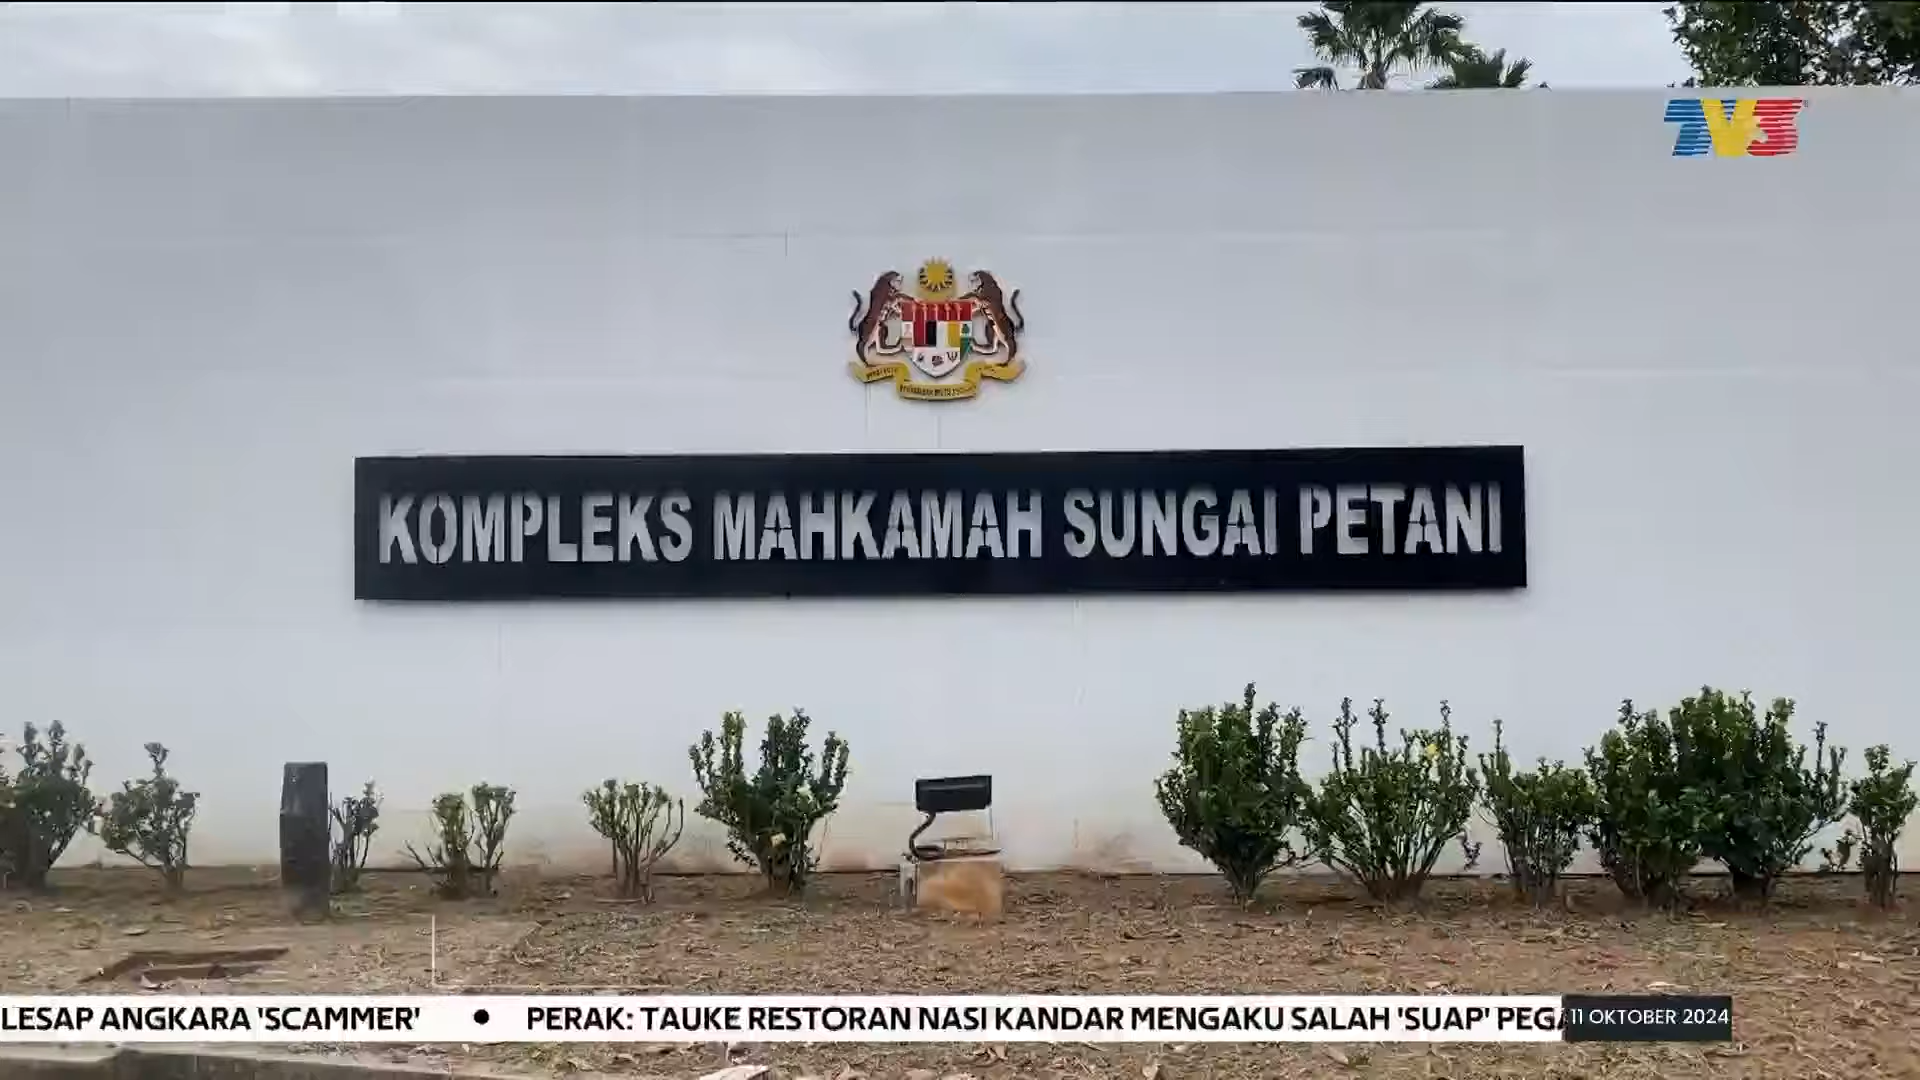 TV3
KOMPLEKS MAHKAMAH SUNGAI PETANI
LESAP ANGKARA 'SCAMMER' • PERAK: TAUKE RESTORAN NASI KANDAR MENGAKU SALAH 'SUAP'
11 OKTOBER 2024